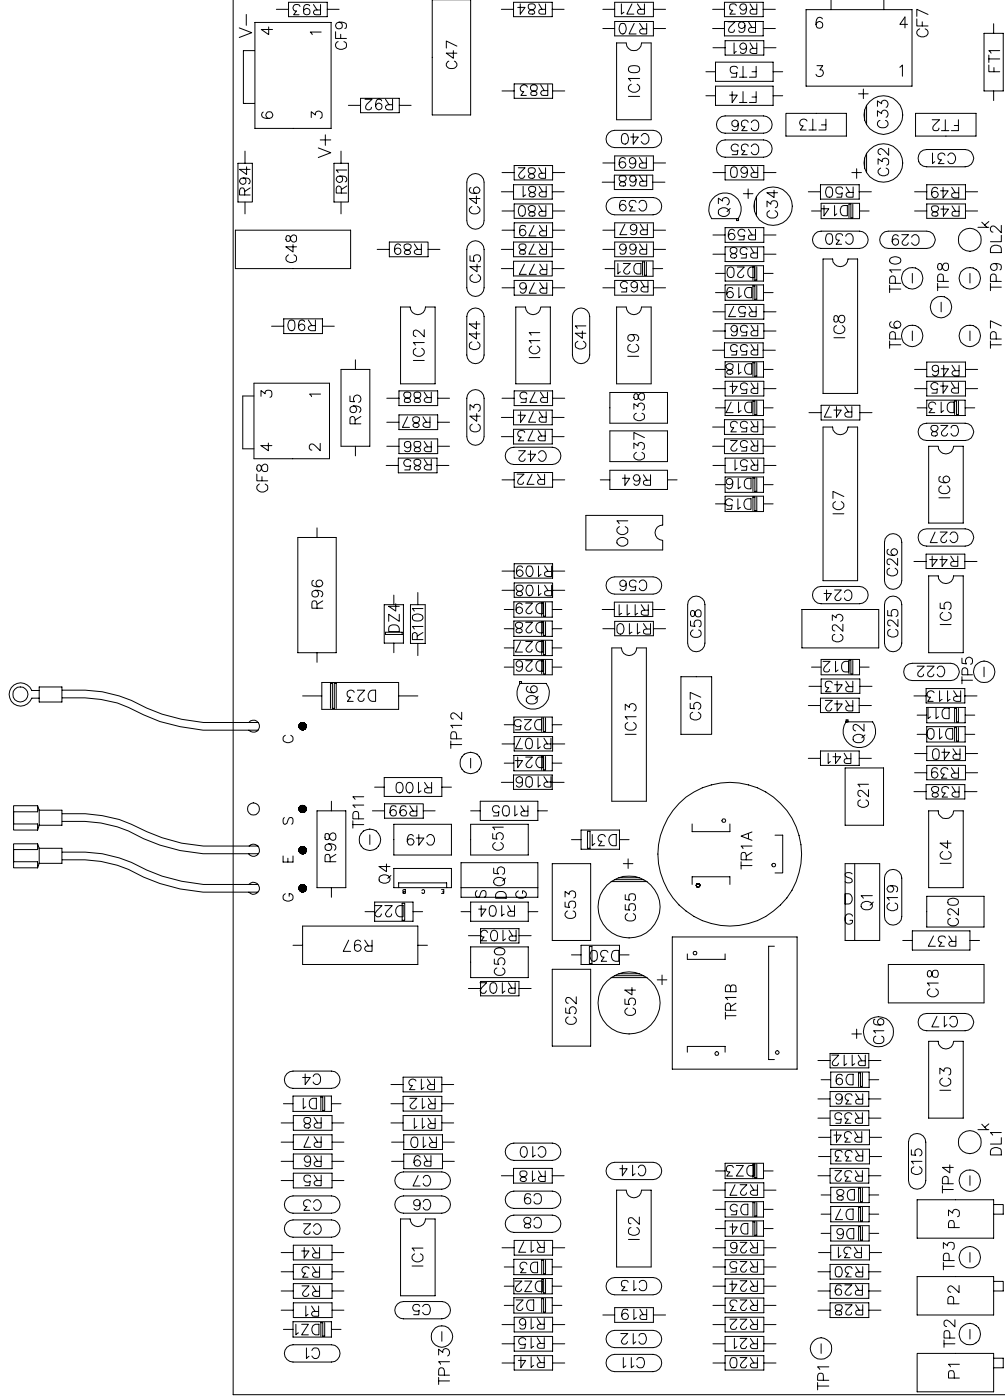 R93
V-
4
1
CF9
6
3
V+
R92
C47
R94
R91
C48
R89
R90
3
1
4
2
CF8
R95
R96
DZ4
R101
D23
C
S
E
G
R98
R97
R84
R83
R82
R81
R80
R79
R78
R77
R76
C46
C45
C44
C43
IC12
IC11
C41
R88
R87
R86
R85
R75
R74
R73
C42
R72
R71
R70
IC10
C40
R69
R68
C39
R67
R66
D21
R65
IC9
C38
C37
R64
OC1
R63
R62
R61
FT5
FT4
C36
C35
R60
Q3
+
C34
R59
R58
D20
D19
R57
R56
R55
D18
R54
D17
R53
R52
R51
D16
D15
6
4
3
1
CF7
FT1
FT3
+
C33
FT2
C32
+
C31
R50
D14
R49
R48
C30
C29
k
DL2
TP10
TP8
TP9
TP6
TP7
IC8
R47
IC7
R46
R45
D13
C28
IC6
C27
R44
IC5
C26
C25
C24
C23
C22
TP5
R109
R108
D29
D28
D27
D26
Q6
D25
R107
D24
R106
C56
R111
R110
C58
C57
IC13
D12
R43
R42
Q2
R41
C21
R113
D11
D10
R40
R39
R38
IC4
TP12
R100
R99
TP11
C49
R105
C51
Q4
B
C
E
Q5
S
D
G
D22
R104
R103
C50
R102
D31
C53
+
C55
D30
C52
C54
+
TR1A
TR1B
S
D
G
Q1
C19
C20
R37
C18
C17
+
C16
IC3
C4
D1
R8
R7
R6
R5
C3
C2
R4
R3
R2
R1
DZ1
C1
R13
R12
R11
R10
R9
C7
C6
IC1
C5
TP13
C10
R18
C9
C8
R17
D3
DZ2
D2
R16
R15
R14
C14
IC2
C13
R19
C12
C11
DZ3
R27
D5
D4
R26
R25
R24
R23
R22
R21
R20
R112
D9
R36
R35
R34
R33
R32
D8
D7
D6
R31
R30
R29
R28
TP1
C15
k
DL1
TP4
P3
TP3
P2
TP2
P1